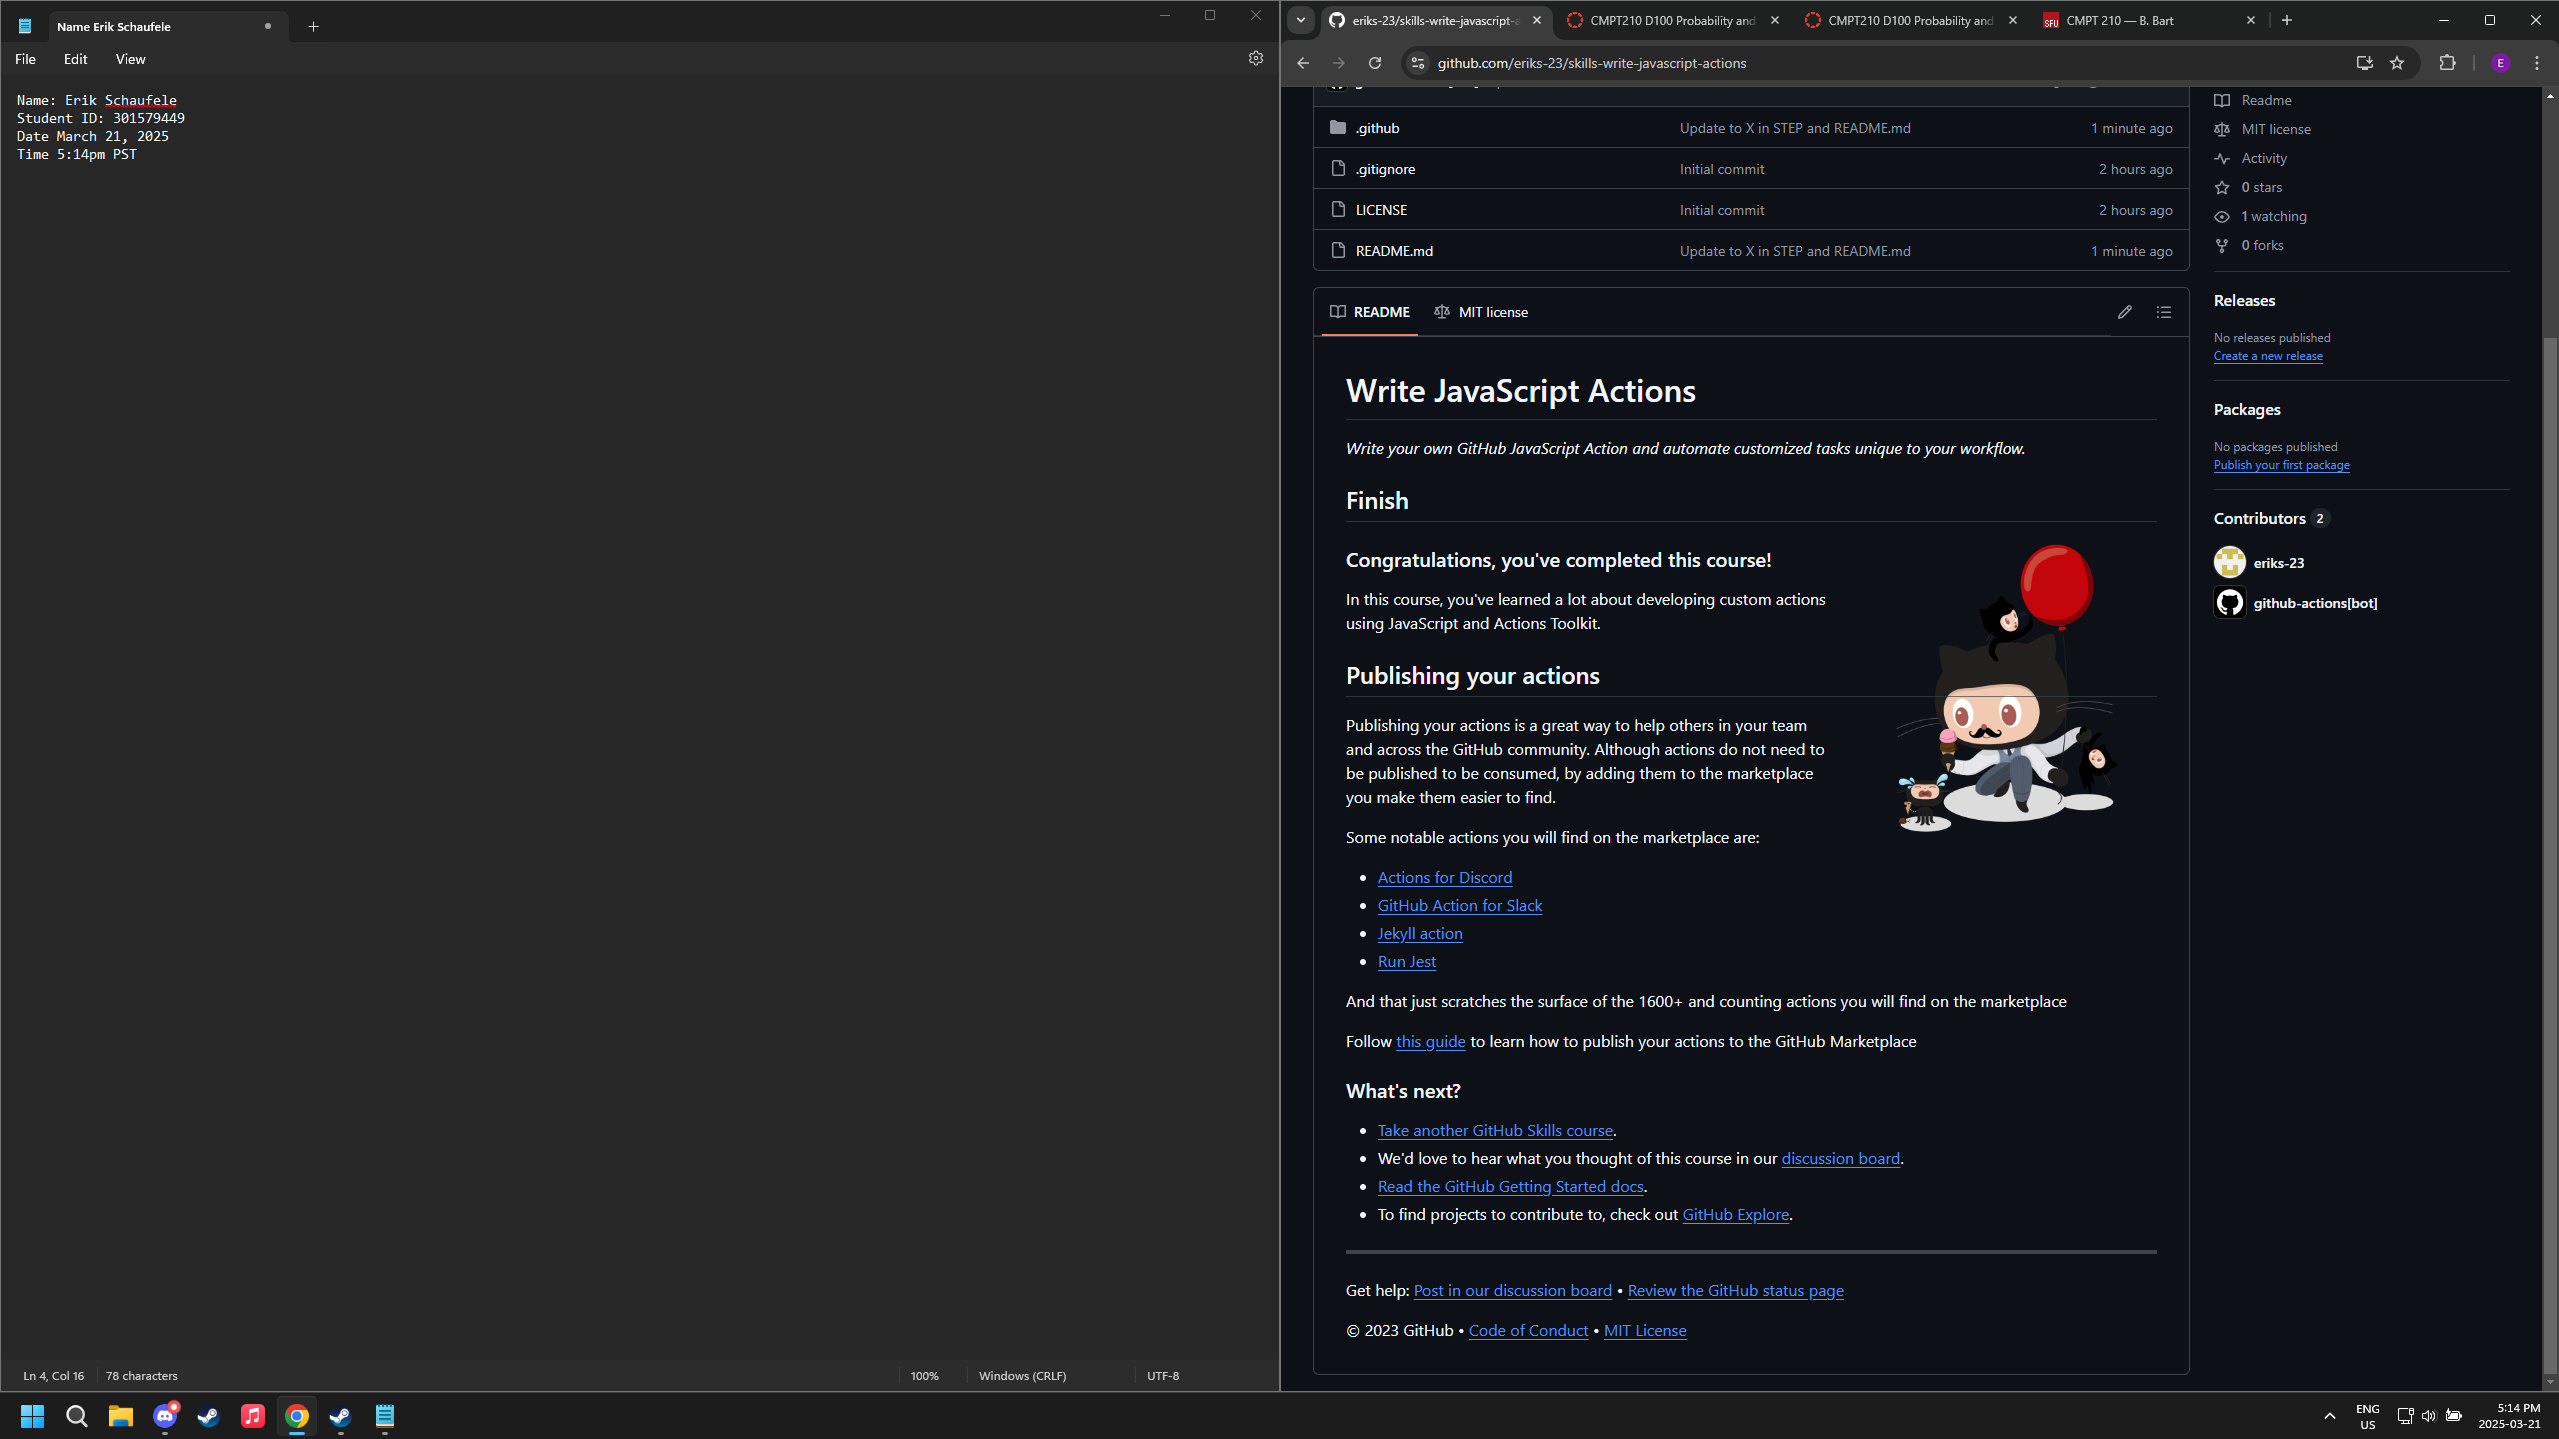 Name Erik Schaufele
File Edit View
Name: Erik Schaufele
Student ID: 301579449
Date March 21, 2025
Time 5:14pm PST
Ln 4, Col 16
78 characters
100%
Windows (CRLF)
UTF-8
eriks-23/skills-write-javascript-a
CMPT210 D100 Probability and
CMPT210 D100 Probability and
SFU CMPT 210 — B. Bart
github.com/eriks-23/skills-write-javascript-actions
E
.github Update to X in STEP and README.md 1 minute ago
.gitignore Initial commit 2 hours ago
LICENSE Initial commit 2 hours ago
README.md Update to X in STEP and README.md 1 minute ago
README MIT license
Write JavaScript Actions
Write your own GitHub JavaScript Action and automate customized tasks unique to your workflow.
Finish
Congratulations, you've completed this course!
In this course, you've learned a lot about developing custom actions
using JavaScript and Actions Toolkit.
Publishing your actions
Publishing your actions is a great way to help others in your team
and across the GitHub community. Although actions do not need to
be published to be consumed, by adding them to the marketplace
you make them easier to find.
Some notable actions you will find on the marketplace are:
• Actions for Discord
• GitHub Action for Slack
• Jekyll action
• Run Jest
And that just scratches the surface of the 1600+ and counting actions you will find on the marketplace
Follow this guide to learn how to publish your actions to the GitHub Marketplace
What's next?
• Take another GitHub Skills course.
• We'd love to hear what you thought of this course in our discussion board.
• Read the GitHub Getting Started docs.
• To find projects to contribute to, check out GitHub Explore.
Get help: Post in our discussion board • Review the GitHub status page
© 2023 GitHub • Code of Conduct • MIT License
Readme
MIT license
Activity
0 stars
1 watching
0 forks
Releases
No releases published
Create a new release
Packages
No packages published
Publish your first package
Contributors 2
eriks-23
github-actions[bot]
ENG
US
5:14 PM
2025-03-21